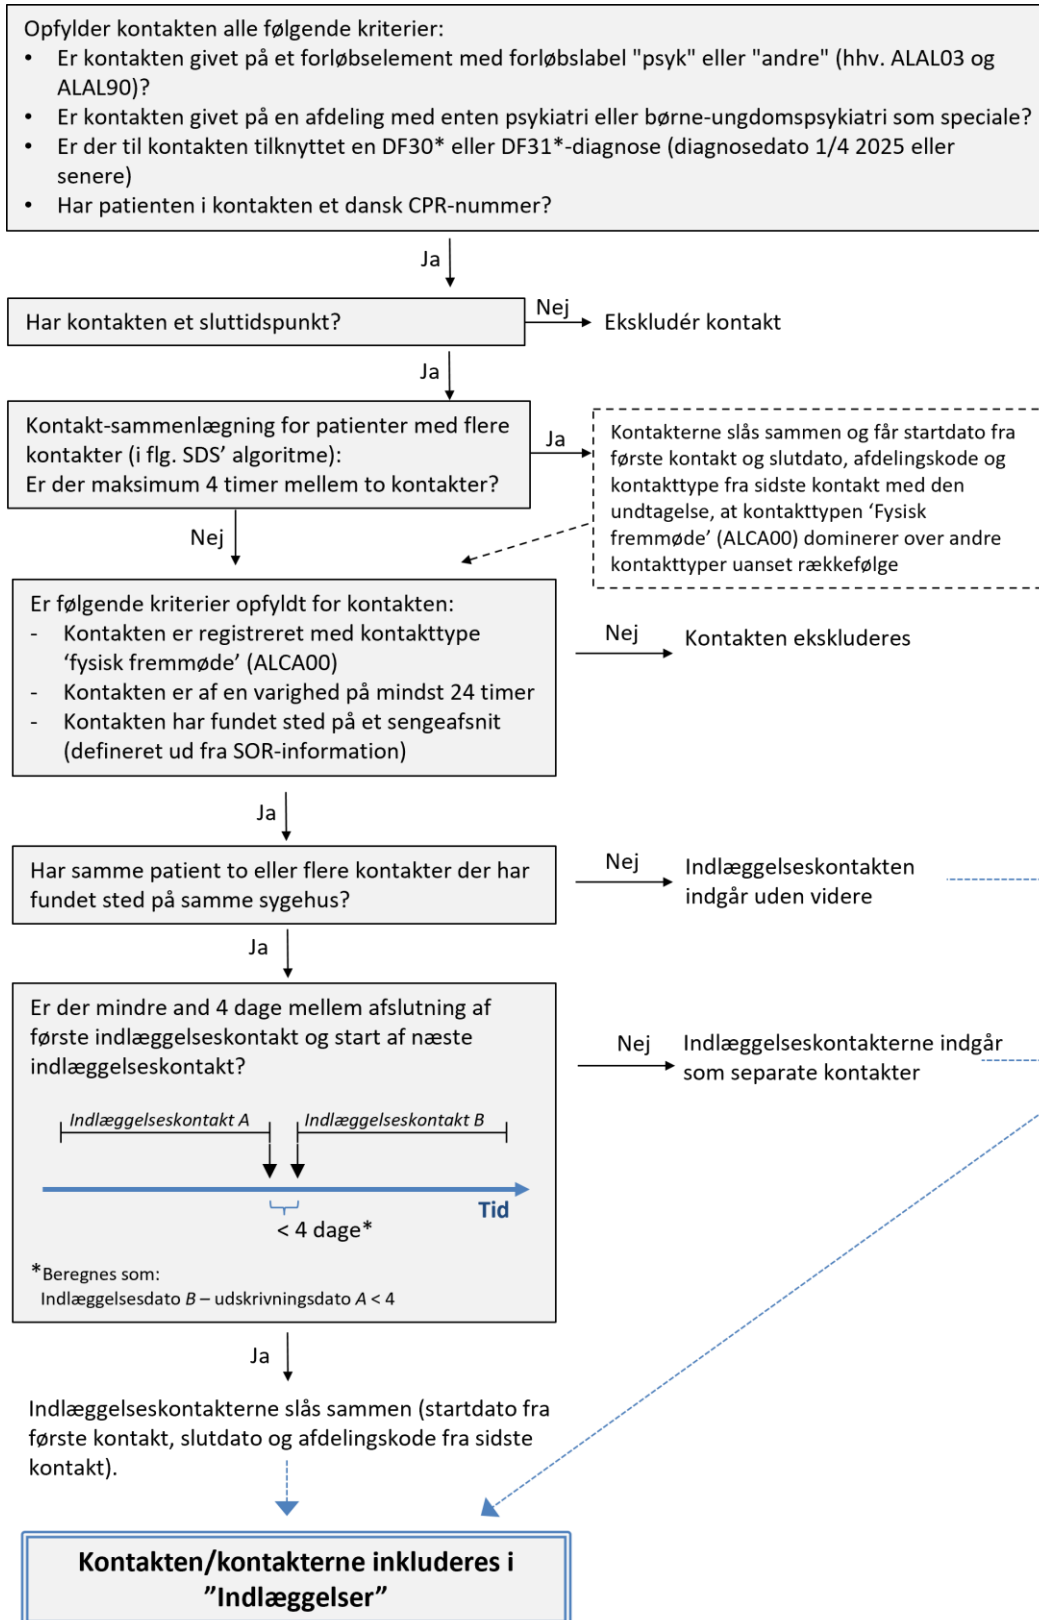 Opfylder kontakten alle følgende kriterier:
• Er kontakten givet på et forløbselement med forløbslabel "psyk" eller "andre" (hhv. ALAL03 og
ALAL90)?
• Er kontakten givet på en afdeling med enten psykiatri eller børne-ungdomspsykiatri som speciale?
• Er der til kontakten tilknyttet en DF30* eller DF31*-diagnose (diagnosedato 1/4 2025 eller
senere)
• Har patienten i kontakten et dansk CPR-nummer?
Ja
Har kontakten et sluttidspunkt?
Nej
Ekskludér kontakt
Ja
Kontakt-sammenlægning for patienter med flere
kontakter (i flg. SDS' algoritme):
Er der maksimum 4 timer mellem to kontakter?
Ja
Kontakterne slås sammen og får startdato fra
første kontakt og slutdato, afdelingskode og
kontakttype fra sidste kontakt med den
undtagelse, at kontakttypen 'Fysisk
fremmøde' (ALCA00) dominerer over andre
kontakttyper uanset rækkefølge
Nej
Er følgende kriterier opfyldt for kontakten:
- Kontakten er registreret med kontakttype
'fysisk fremmøde' (ALCA00)
- Kontakten er af en varighed på mindst 24 timer
- Kontakten har fundet sted på et sengeafsnit
(defineret ud fra SOR-information)
Nej
Kontakten ekskluderes
Ja
Har samme patient to eller flere kontakter der har
fundet sted på samme sygehus?
Nej
Indlæggelseskontakten
indgår uden videre
Ja
Er der mindre and 4 dage mellem afslutning af
første indlæggelseskontakt og start af næste
indlæggelseskontakt?
Nej
Indlæggelseskontakterne indgår
som separate kontakter
Indlæggelseskontakt A
Indlæggelseskontakt B
Tid
< 4 dage*
*Beregnes som:
Indlæggelsesdato B – udskrivningsdato A < 4
Ja
Indlæggelseskontakterne slås sammen (startdato fra
første kontakt, slutdato og afdelingskode fra sidste
kontakt).
Kontakten/kontakterne inkluderes i
"Indlæggelser"